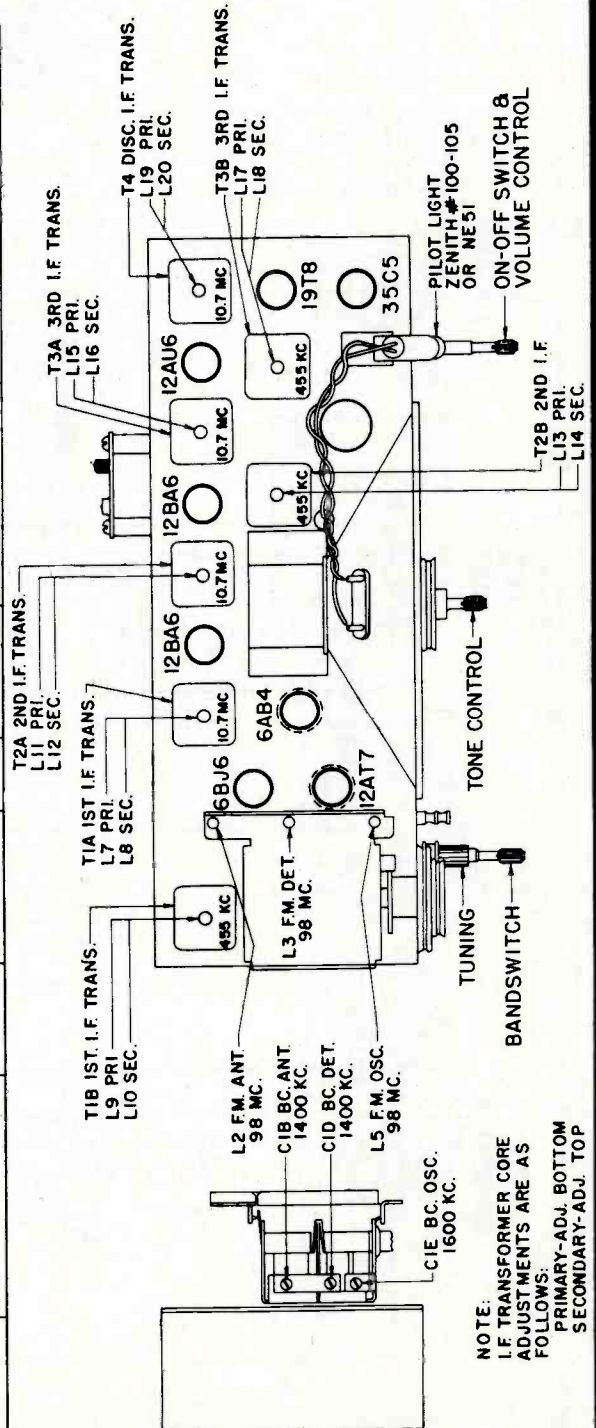 T1B 1ST. I.F. TRANS.
L9 PRI
L10 SEC.
T2A 2ND I.F. TRANS.
L11 PRI.
L12 SEC.
T1A 1ST I.F. TRANS.
L7 PRI.
L8 SEC.
T3A 3RD I.F. TRANS.
L15 PRI.
L16 SEC.
T4 DISC. I.F. TRANS.
L19 PRI.
L20 SEC.
T3B 3RD I.F. TRANS.
L17 PRI.
L18 SEC.
455 KC
10.7 MC
12BA6
10.7 MC
12BA6
10.7 MC
12AU6
10.7 MC
6BJ6
6AB4
12AT7
455 KC
455 KC
19T8
35C5
L2 F.M. ANT.
98 MC.
C1B BC. ANT.
1400 KC.
C1D BC. DET.
1400 KC.
L5 F.M. OSC.
98 MC.
L3 F.M. DET.
98 MC.
C1E BC. OSC.
1600 KC.
TUNING
BANDSWITCH
TONE CONTROL
T2B 2ND I.F.
L13 PRI.
L14 SEC.
PILOT LIGHT
ZENITH #100-105
OR NE51
ON-OFF SWITCH &
VOLUME CONTROL
NOTE:
I.F. TRANSFORMER CORE
ADJUSTMENTS ARE AS
FOLLOWS:
PRIMARY-ADJ. BOTTOM
SECONDARY-ADJ. TOP